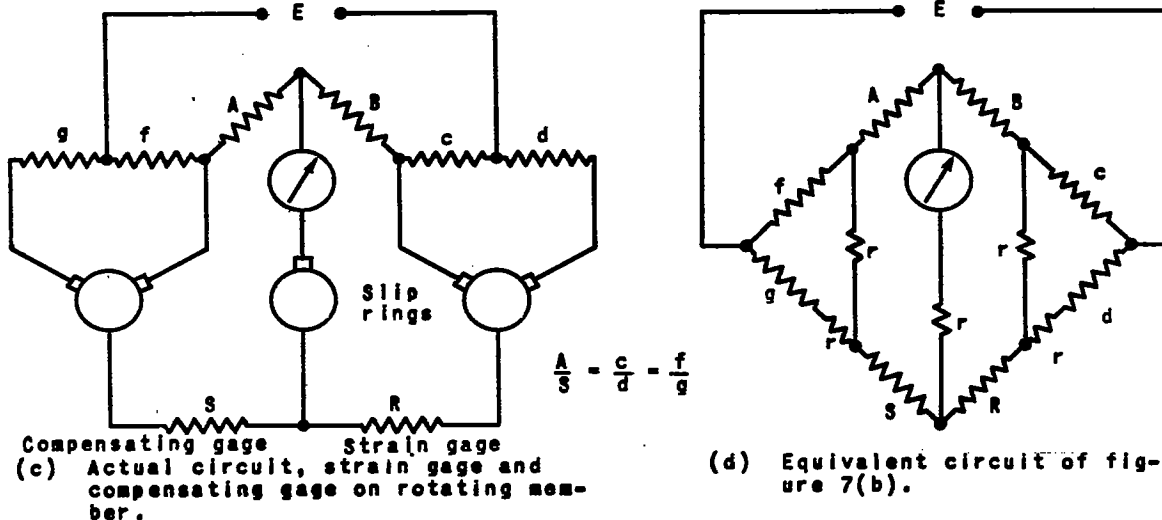 E
E
A
B
A
B
g
f
c
d
f
c
r
r
Slip
rings
g
r
d
r
r
A/S = c/d = f/g
S
R
S
R
Compensating gage
Strain gage
(c) Actual circuit, strain gage and
compensating gage on rotating mem-
ber.
(d) Equivalent circuit of fig-
ure 7(b).